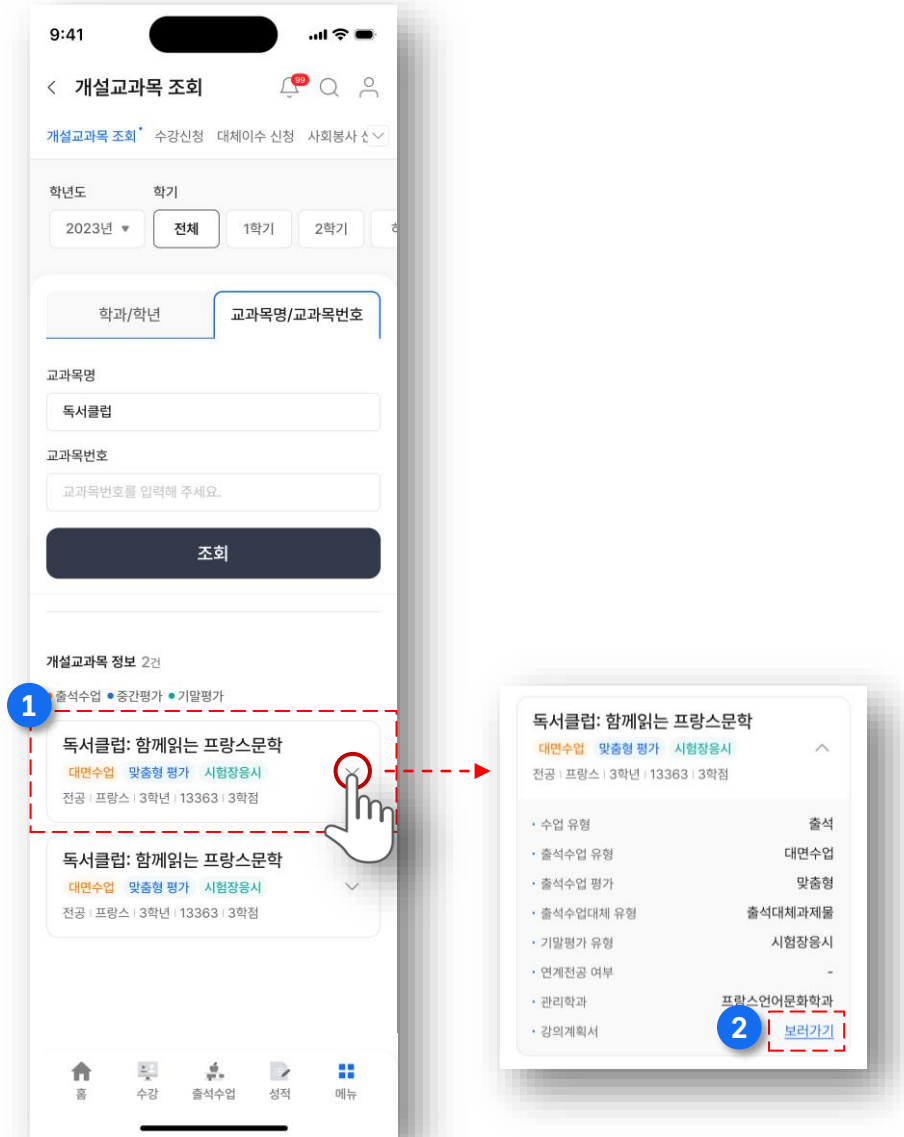 9:41
개설교과목 조회
99
개설교과목 조회 수강신청 대체이수 신청 사회봉사
학년도 학기
2023년 전체 1학기 2학기
학과/학년 교과목명/교과목번호
교과목명
독서클럽
교과목번호
교과목번호를 입력해 주세요.
조회
개설교과목 정보 2건
출석수업 중간평가 기말평가
1
독서클럽: 함께읽는 프랑스문학
대면수업 맞춤형 평가 시험장응시
전공 | 프랑스 | 3학년 | 13363 | 3학점
독서클럽: 함께읽는 프랑스문학
대면수업 맞춤형 평가 시험장응시
전공 | 프랑스 | 3학년 | 13363 | 3학점
홈 수강 출석수업 성적 메뉴
독서클럽: 함께읽는 프랑스문학
대면수업 맞춤형 평가 시험장응시
전공 | 프랑스 | 3학년 | 13363 | 3학점
· 수업 유형 출석
· 출석수업 유형 대면수업
· 출석수업 평가 맞춤형
· 출석수업대체 유형 출석대체과제물
· 기말평가 유형 시험장응시
· 연계전공 여부 -
· 관리학과 프랑스언어문화학과
· 강의계획서 2 보러가기